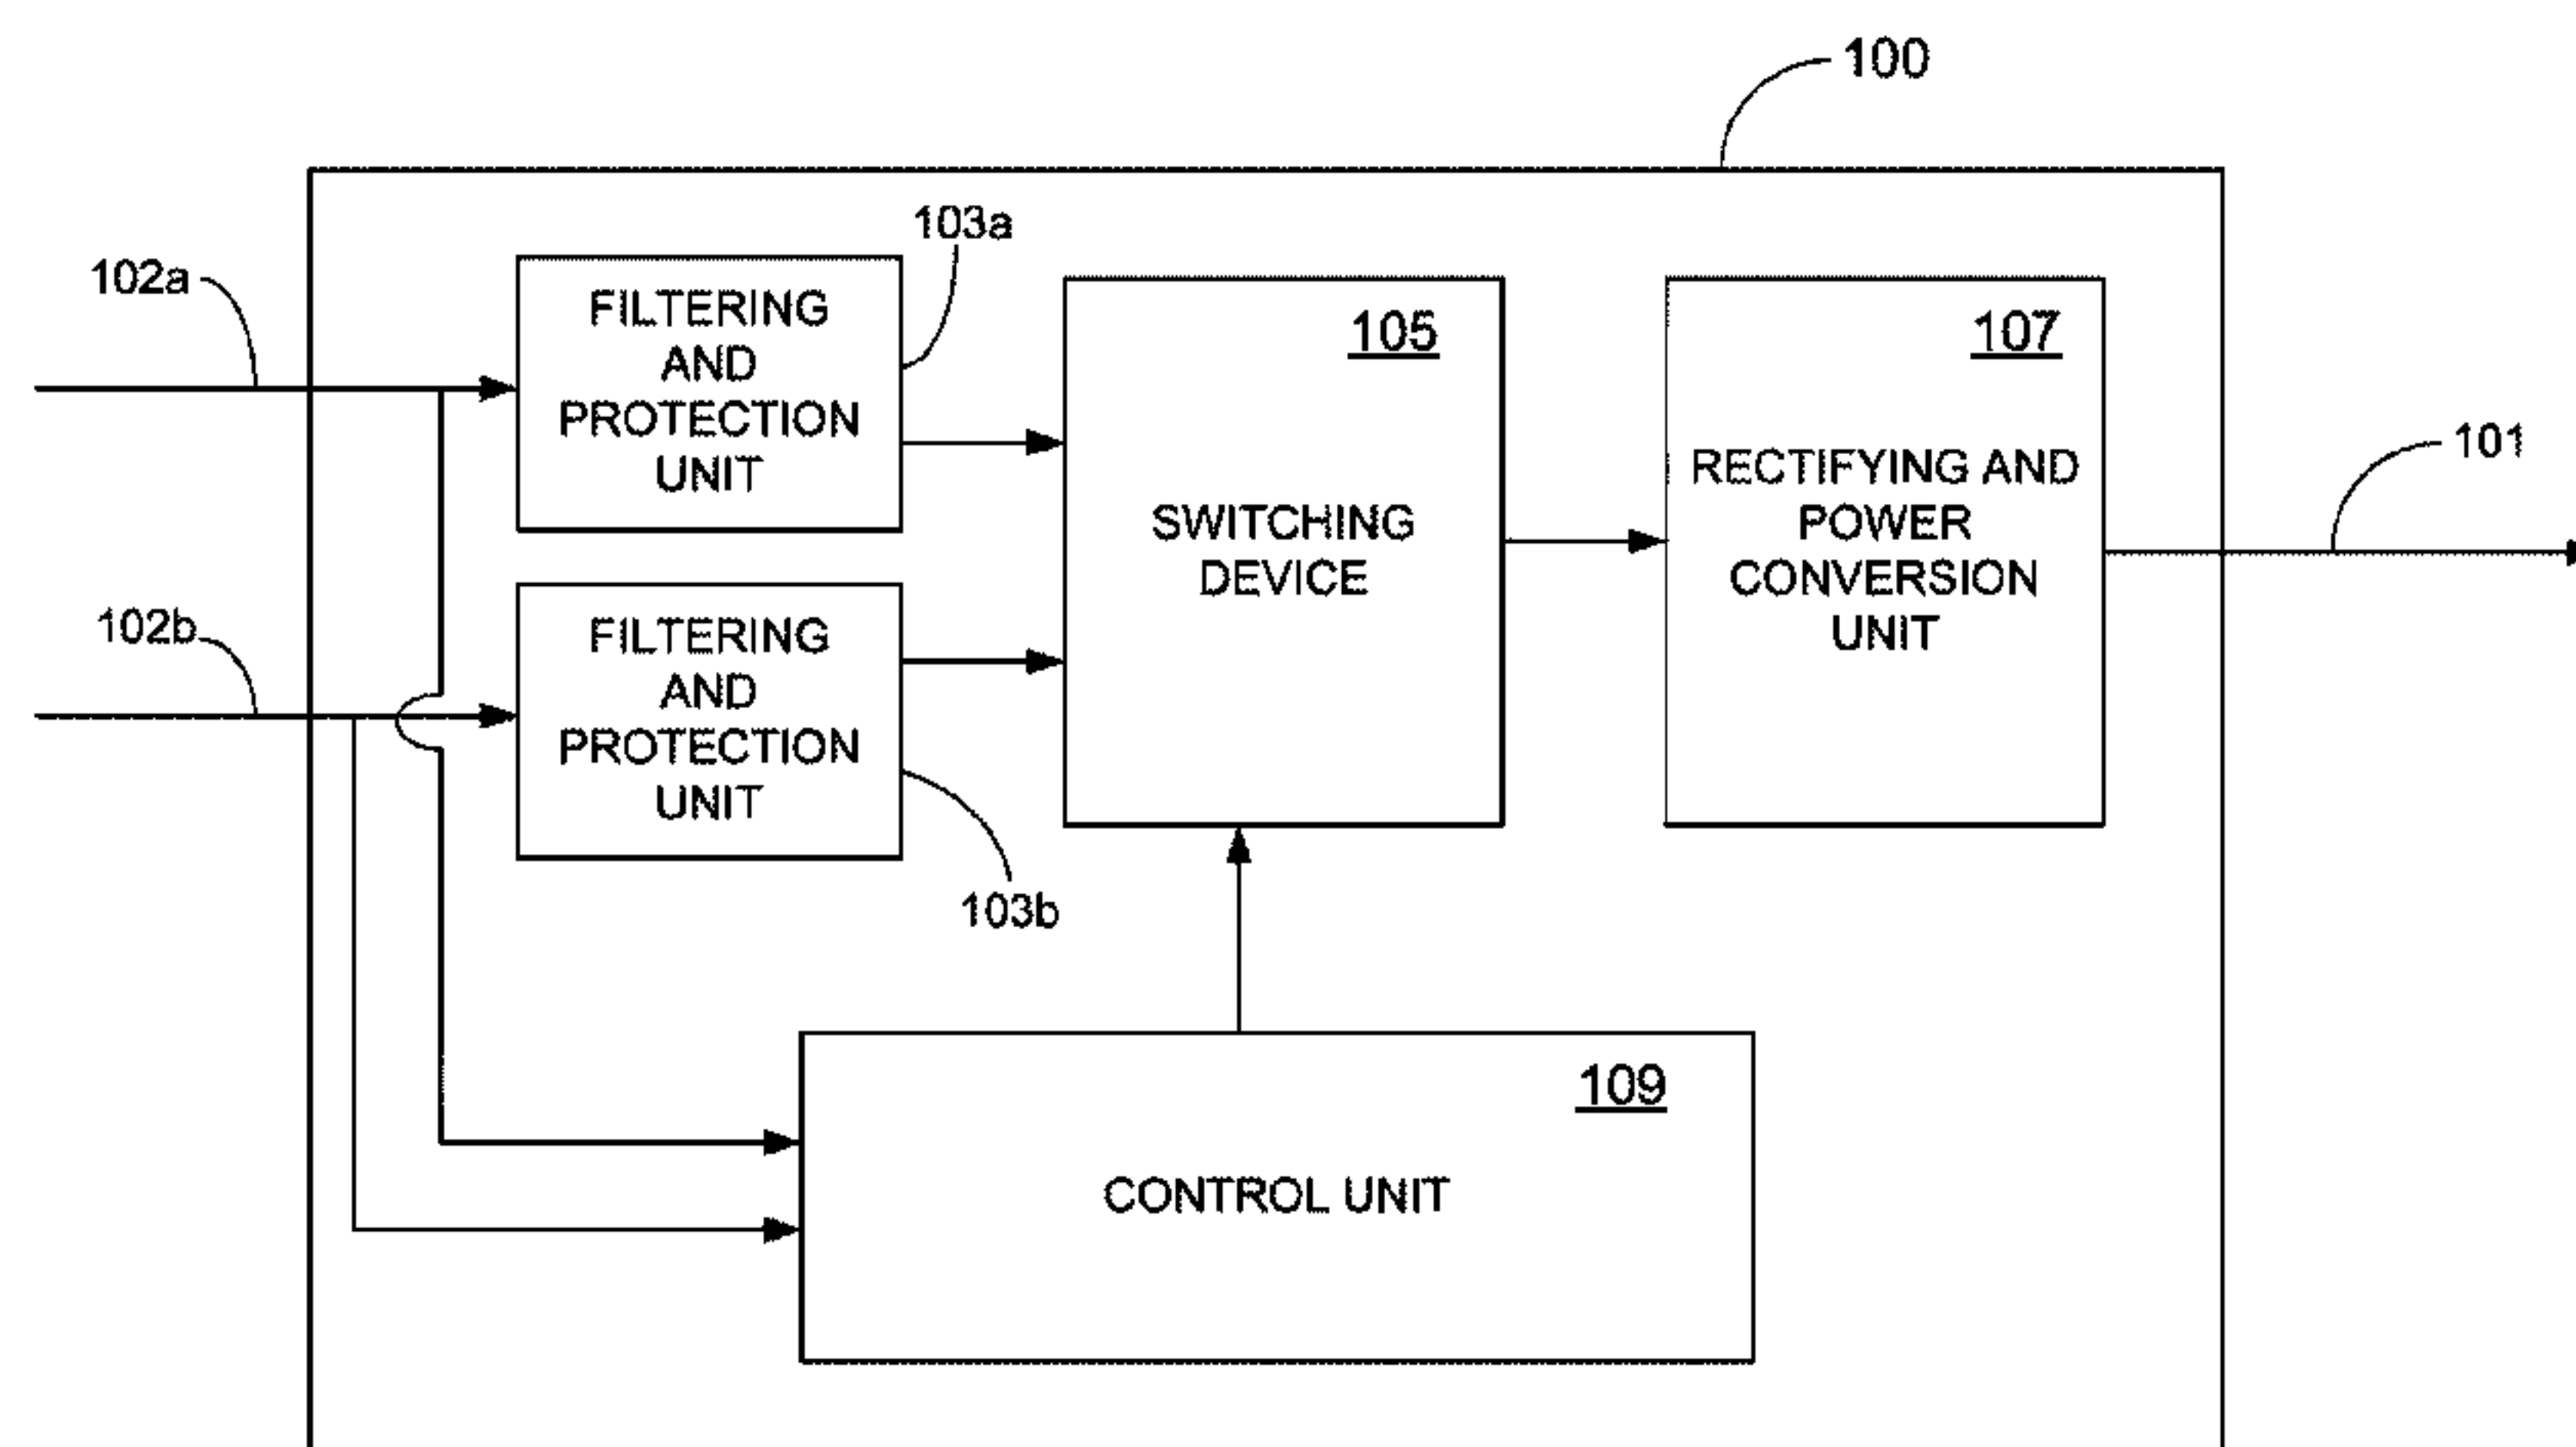 100
103a
102a
FILTERING
AND
PROTECTION
UNIT
105
SWITCHING
DEVICE
107
RECTIFYING AND
POWER
CONVERSION
UNIT
101
102b
FILTERING
AND
PROTECTION
UNIT
103b
109
CONTROL UNIT